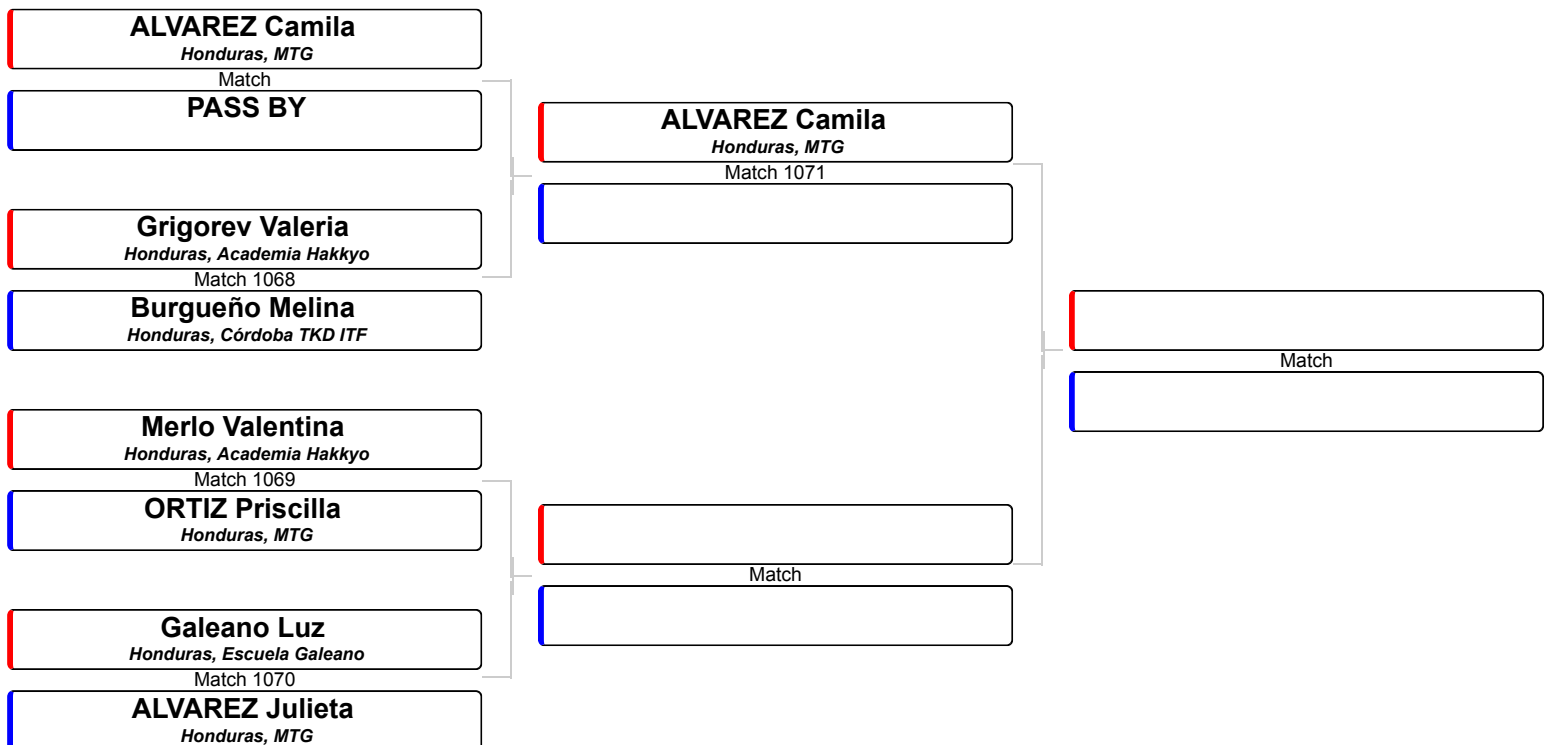 ALVAREZ Camila
Honduras, MTG
Match
PASS BY
Grigorev Valeria
Honduras, Academia Hakkyo
Match 1068
Burgueño Melina
Honduras, Córdoba TKD ITF
Merlo Valentina
Honduras, Academia Hakkyo
Match 1069
ORTIZ Priscilla
Honduras, MTG
Galeano Luz
Honduras, Escuela Galeano
Match 1070
ALVAREZ Julieta
Honduras, MTG
ALVAREZ Camila
Honduras, MTG
Match 1071
Match
Match